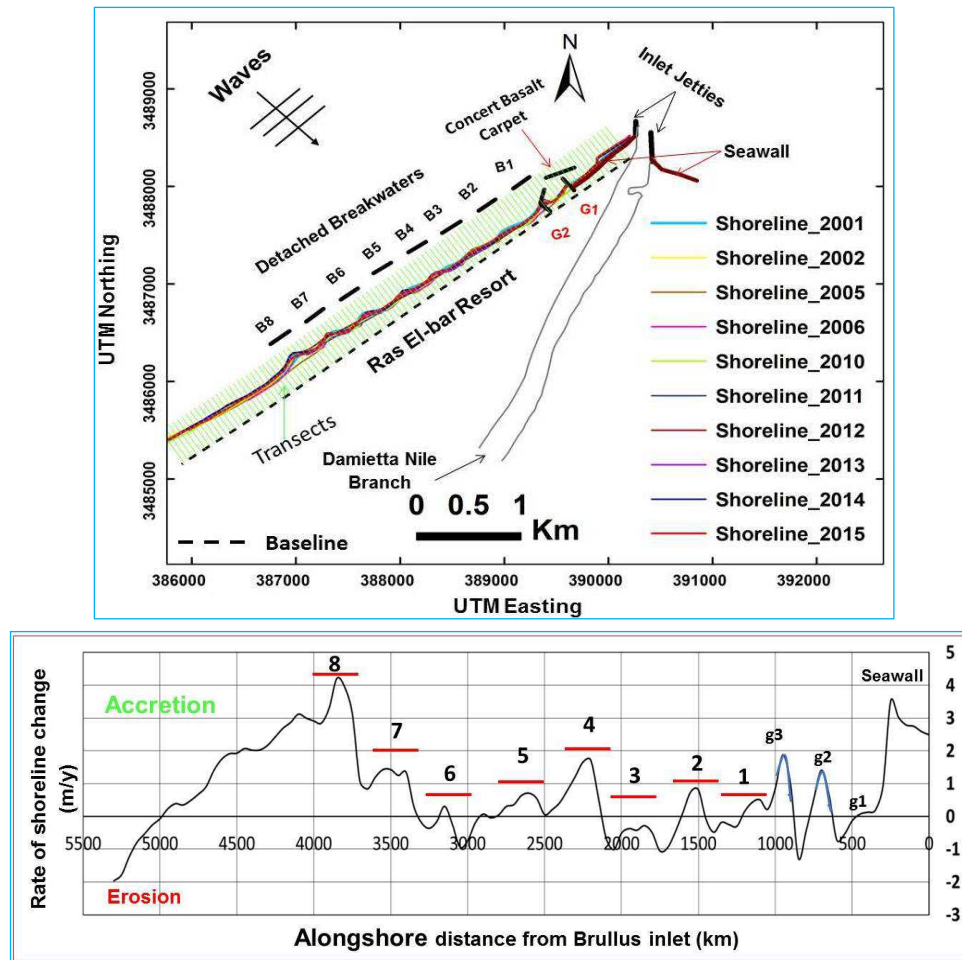 Waves
N
Inlet Jetties
Concert Basalt
Carpet
Seawall
Detached Breakwaters
B1
B2
B3
B4
B5
B6
B7
B8
G1
G2
Ras El-bar Resort
Transects
Damietta Nile
Branch
0 0.5 1
Km
Baseline
Shoreline_2001
Shoreline_2002
Shoreline_2005
Shoreline_2006
Shoreline_2010
Shoreline_2011
Shoreline_2012
Shoreline_2013
Shoreline_2014
Shoreline_2015
UTM Northing
3489000
3488000
3487000
3486000
3485000
386000 387000 388000 389000 390000 391000 392000
UTM Easting
Rate of shoreline change
(m/y)
Accretion
Erosion
8
7
6
5
4
3
2
1
g3
g2
g1
Seawall
5
4
3
2
1
0
-1
-2
-3
5500 5000 4500 4000 3500 3000 2500 2000 1500 1000 500 0
Alongshore distance from Brullus inlet (km)